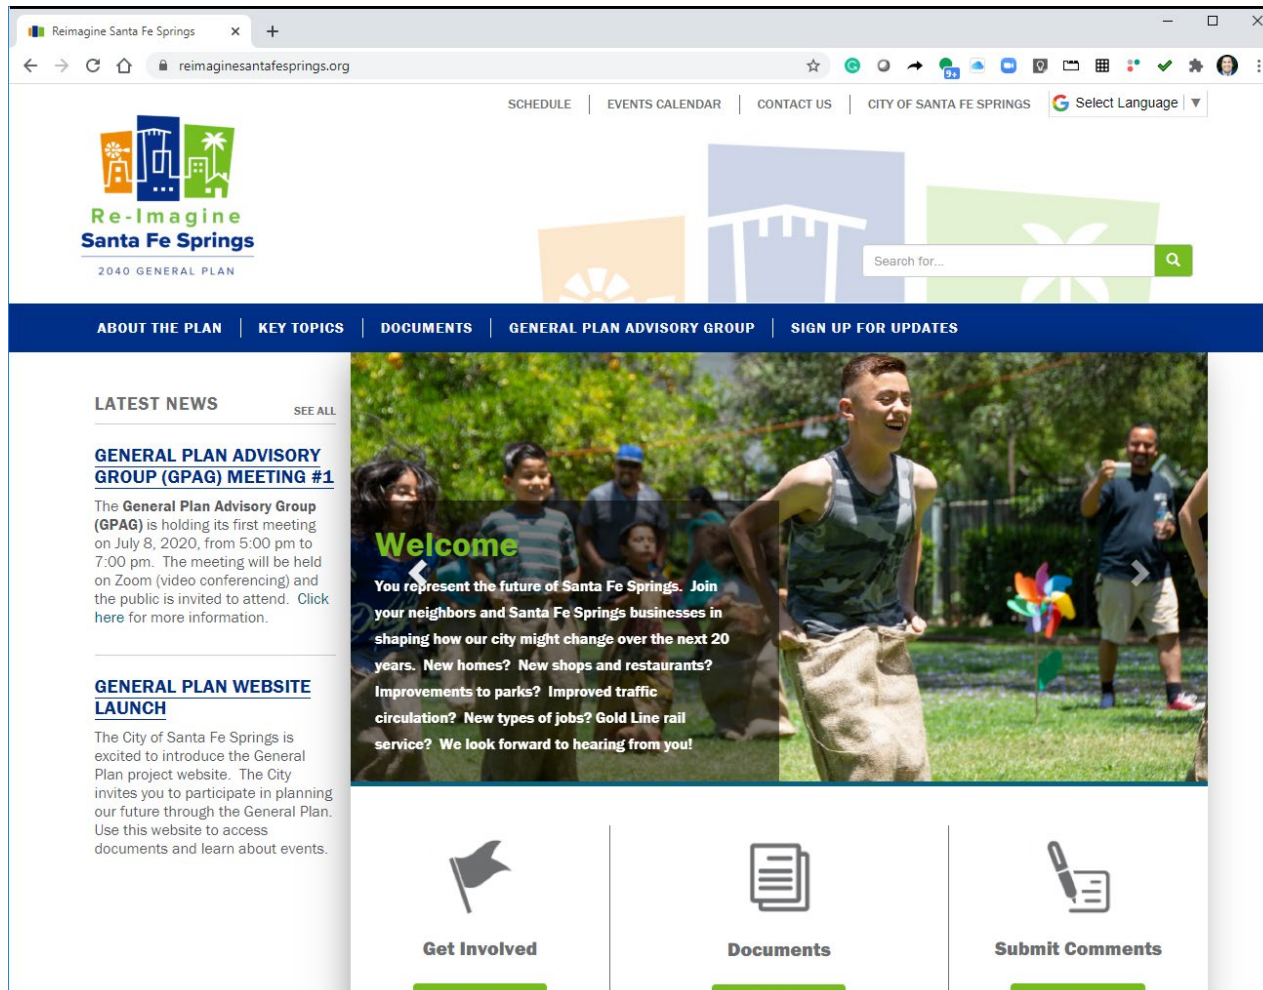 Reimagine Santa Fe Springs
reimaginesantafesprings.org
9+
SCHEDULE
EVENTS CALENDAR
CONTACT US
CITY OF SANTA FE SPRINGS
G Select Language ▼
Re-Imagine
Santa Fe Springs
2040 GENERAL PLAN
Search for...
ABOUT THE PLAN
KEY TOPICS
DOCUMENTS
GENERAL PLAN ADVISORY GROUP
SIGN UP FOR UPDATES
LATEST NEWS
SEE ALL
GENERAL PLAN ADVISORY
GROUP (GPAG) MEETING #1
The General Plan Advisory Group
(GPAG) is holding its first meeting
on July 8, 2020, from 5:00 pm to
7:00 pm. The meeting will be held
on Zoom (video conferencing) and
the public is invited to attend. Click
here for more information.
GENERAL PLAN WEBSITE
LAUNCH
The City of Santa Fe Springs is
excited to introduce the General
Plan project website. The City
invites you to participate in planning
our future through the General Plan.
Use this website to access
documents and learn about events.
Welcome
You represent the future of Santa Fe Springs. Join
your neighbors and Santa Fe Springs businesses in
shaping how our city might change over the next 20
years. New homes? New shops and restaurants?
Improvements to parks? Improved traffic
circulation? New types of jobs? Gold Line rail
service? We look forward to hearing from you!
Get Involved
Documents
Submit Comments